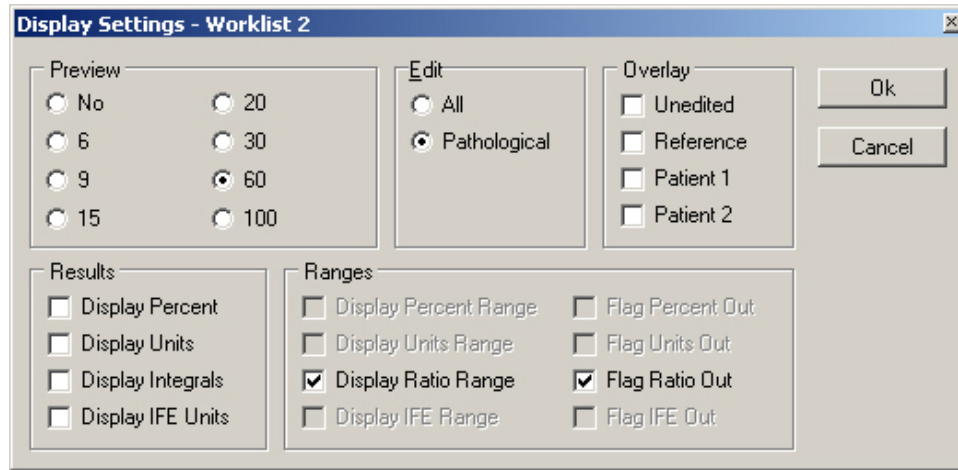 Display Settings - Worklist 2
Preview
No
20
6
30
9
60
15
100
Edit
All
Pathological
Overlay
Unedited
Reference
Patient 1
Patient 2
Ok
Cancel
Results
Display Percent
Display Units
Display Integrals
Display IFE Units
Ranges
Display Percent Range
Flag Percent Out
Display Units Range
Flag Units Out
Display Ratio Range
Flag Ratio Out
Display IFE Range
Flag IFE Out